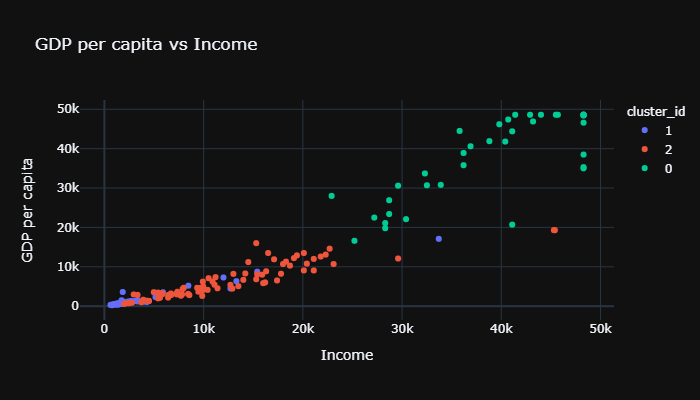 GDP per capita vs Income
cluster_id
1
2
0
GDP per capita
50k
40k
30k
20k
10k
0
0
10k
20k
30k
40k
50k
Income